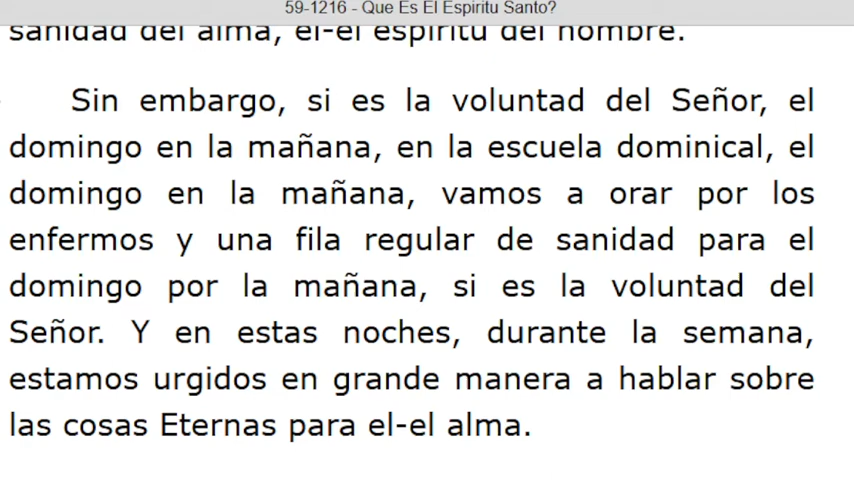 59-1216 - Que Es El Espiritu Santo?
sanidad del alma, el-el espíritu del hombre.
Sin embargo, si es la voluntad del Señor, el
domingo en la mañana, en la escuela dominical, el
domingo en la mañana, vamos a orar por los
enfermos y una fila regular de sanidad para el
domingo por la mañana, si es la voluntad del
Señor. Y en estas noches, durante la semana,
estamos urgidos en grande manera a hablar sobre
las cosas Eternas para el-el alma.